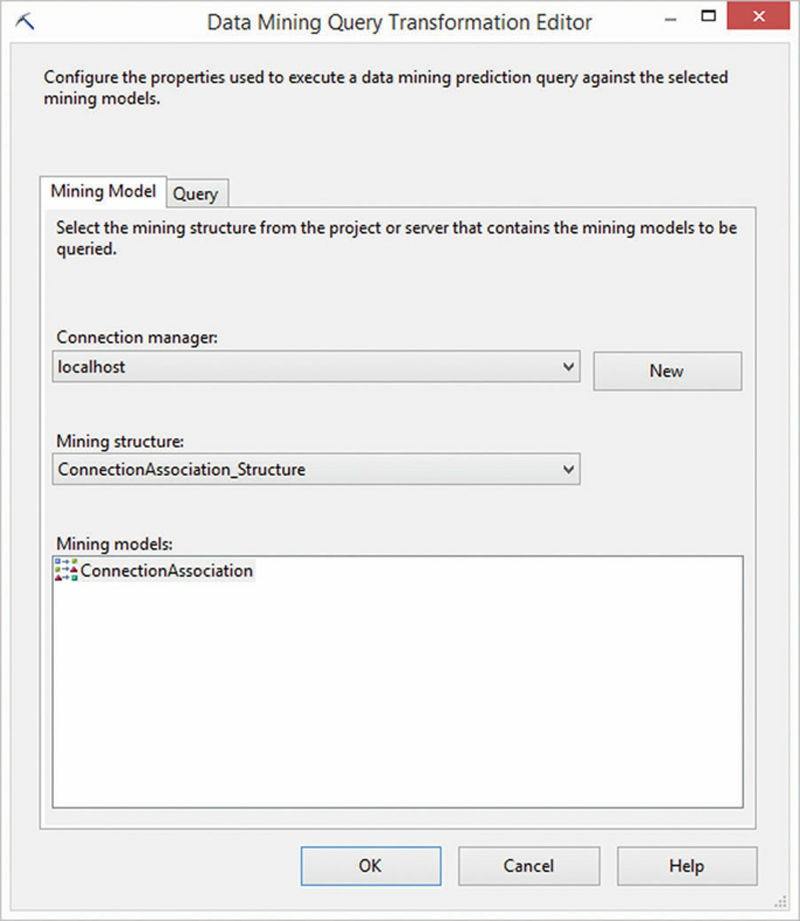 Data Mining Query Transformation Editor
Configure the properties used to execute a data mining prediction query against the selected
mining models.
Mining Model
Query
Select the mining structure from the project or server that contains the mining models to be
queried.
Connection manager:
localhost
New
Mining structure:
ConnectionAssociation_Structure
Mining models:
ConnectionAssociation
OK
Cancel
Help